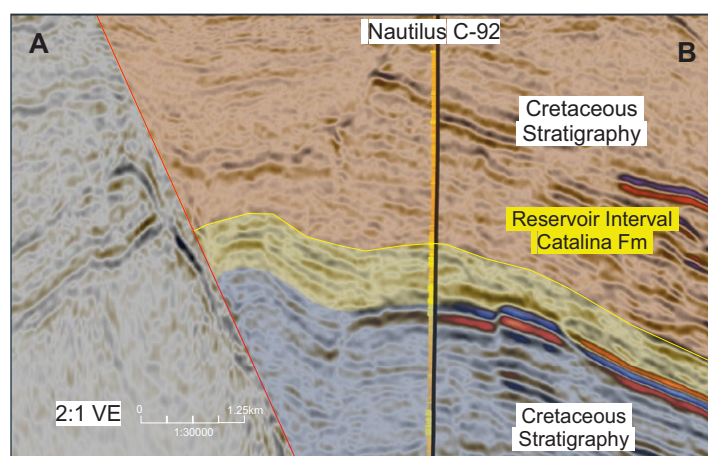 A
Nautilus C-92
B
Cretaceous
Stratigraphy
Reservoir Interval
Catalina Fm
2:1 VE
0
1.25km
1:30000
Cretaceous
Stratigraphy